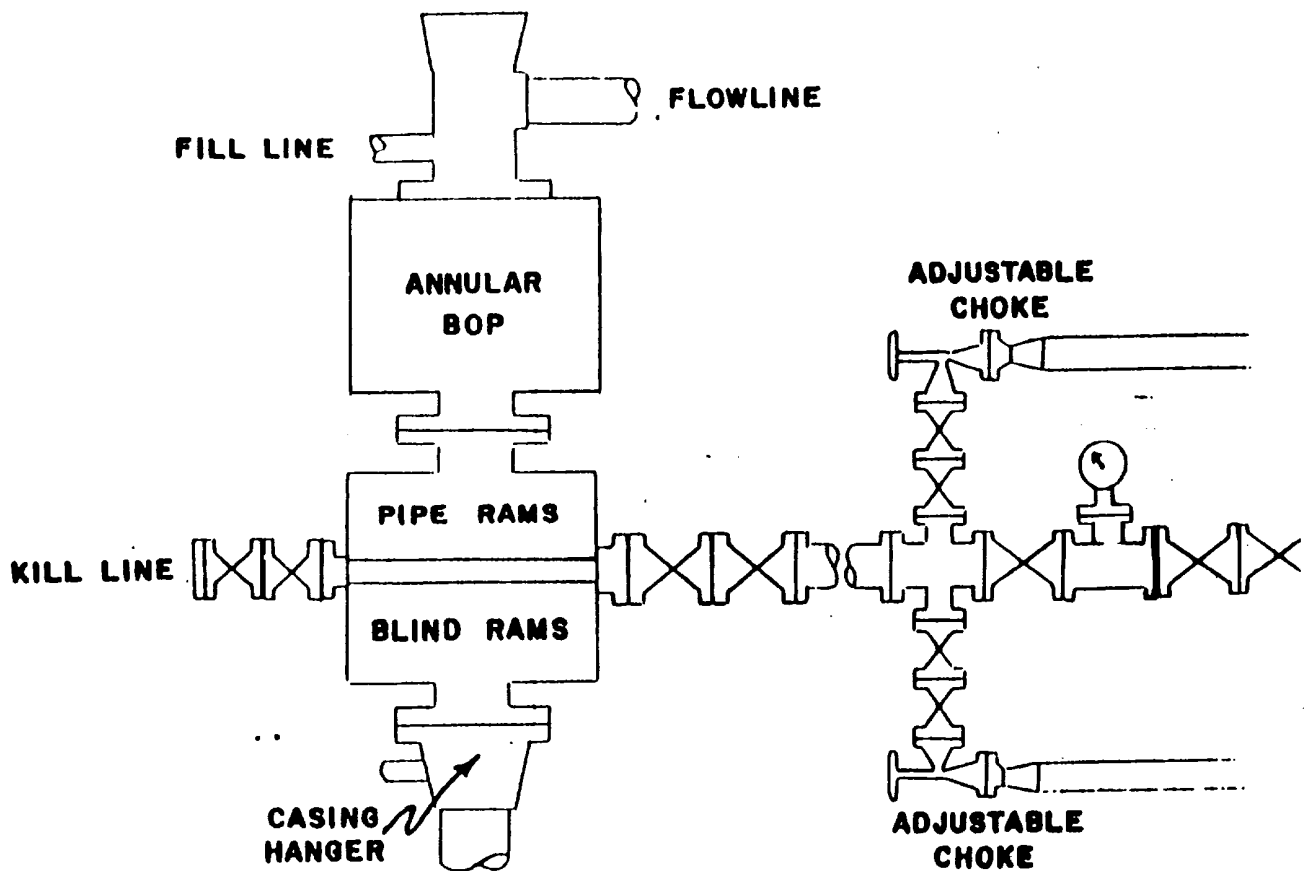 FLOWLINE
FILL LINE
ANNULAR
BOP
ADJUSTABLE
CHOKE
PIPE RAMS
KILL LINE
BLIND RAMS
CASING
HANGER
ADJUSTABLE
CHOKE